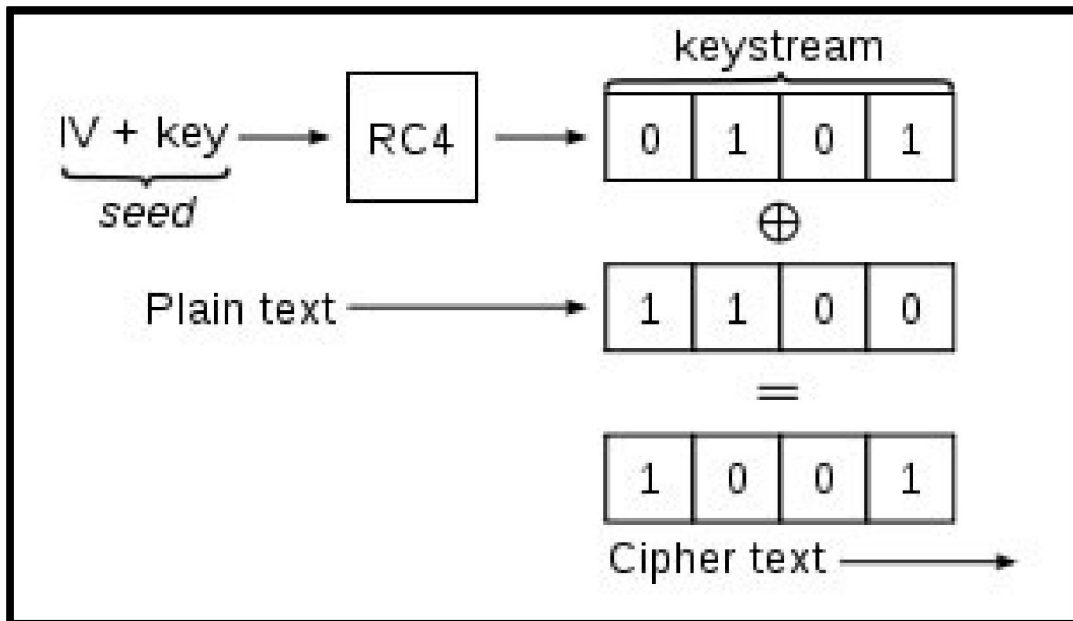 keystream
IV + key
RC4
0 1 0 1
seed
⊕
Plain text
1 1 0 0
=
1 0 0 1
Cipher text